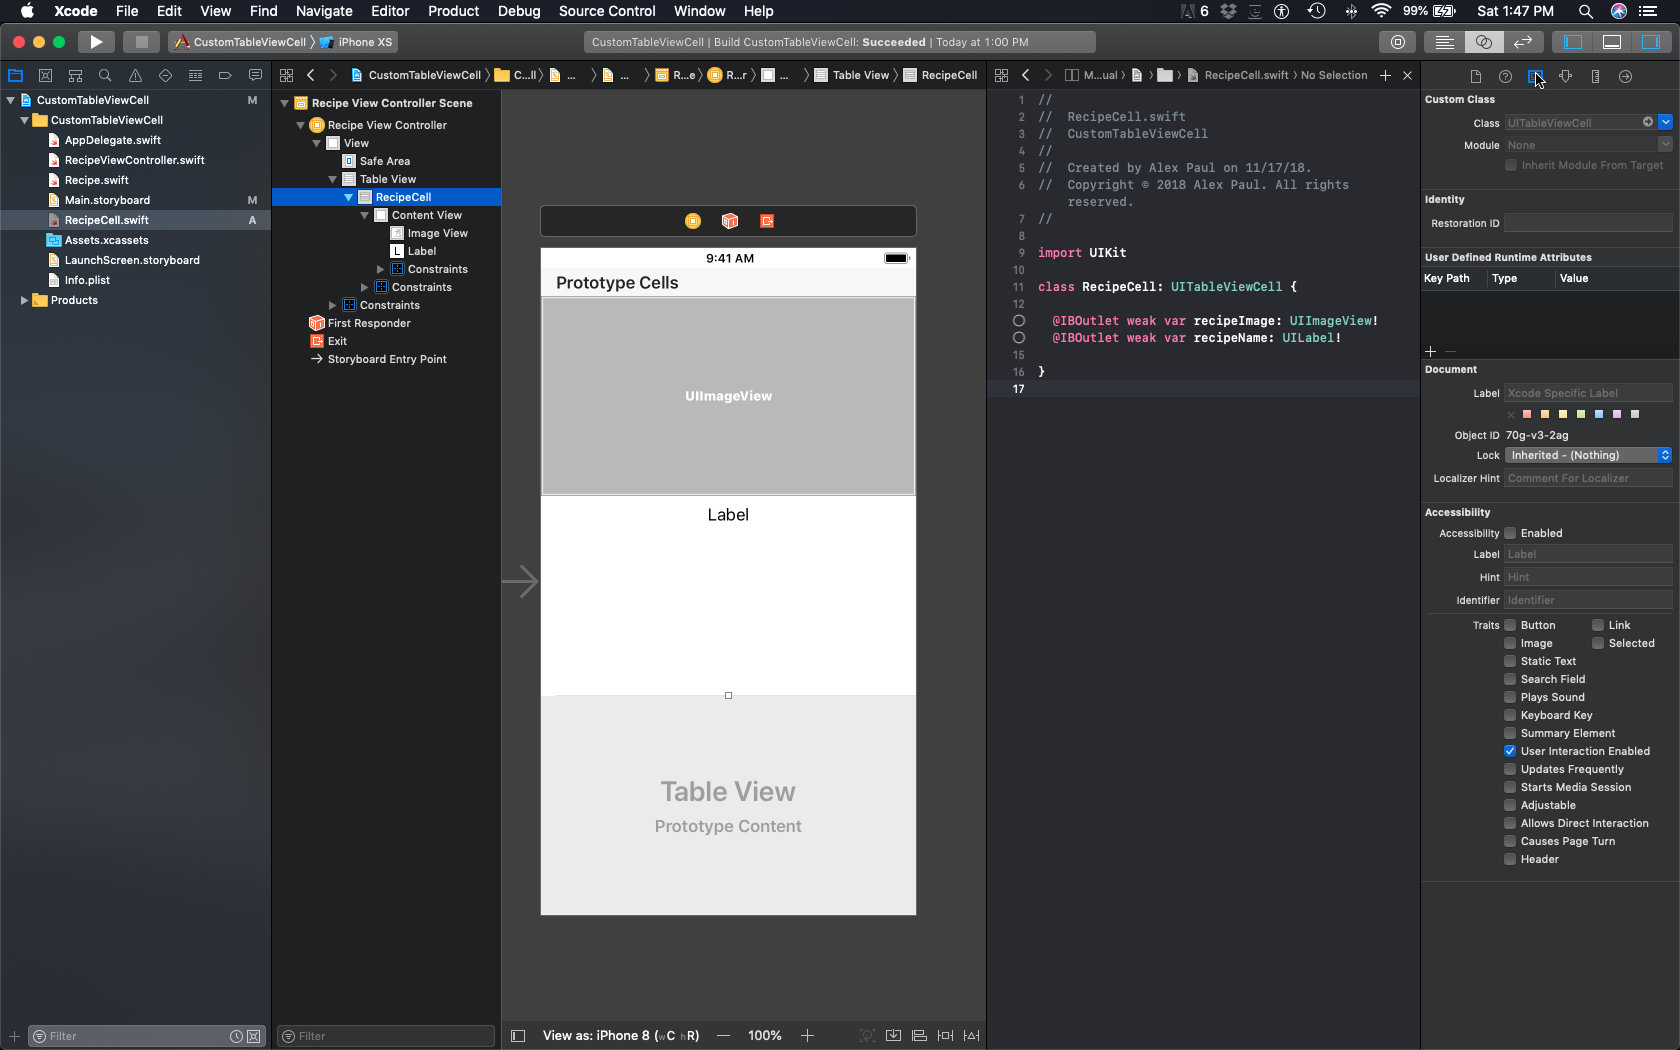 Xcode File Edit View Find Navigate Editor Product Debug Source Control Window Help
6 99% Sat 1:47 PM
CustomTableViewCell iPhone XS
CustomTableViewCell | Build CustomTableViewCell: Succeeded | Today at 1:00 PM
CustomTableViewCell M
CustomTableViewCell
AppDelegate.swift
RecipeViewController.swift
Recipe.swift
Main.storyboard M
RecipeCell.swift A
Assets.xcassets
LaunchScreen.storyboard
Info.plist
Products
Filter
CustomTableViewCell C...ll ... ... R...e R...r ... Table View RecipeCell
Recipe View Controller Scene
Recipe View Controller
View
Safe Area
Table View
RecipeCell
Content View
Image View
L Label
Constraints
Constraints
Constraints
First Responder
Exit
Storyboard Entry Point
Filter
9:41 AM
Prototype Cells
UIImageView
Label
Table View
Prototype Content
View as: iPhone 8 (wC hR) 100%
M...ual RecipeCell.swift No Selection
1 //
2 // RecipeCell.swift
3 // CustomTableViewCell
4 //
5 // Created by Alex Paul on 11/17/18.
6 // Copyright © 2018 Alex Paul. All rights
reserved.
7 //
8
9 import UIKit
10
11 class RecipeCell: UITableViewCell {
12
@IBOutlet weak var recipeImage: UIImageView!
@IBOutlet weak var recipeName: UILabel!
15
16 }
17
Custom Class
Class UITableViewCell
Module None
Inherit Module From Target
Identity
Restoration ID
User Defined Runtime Attributes
Key Path Type Value
Document
Label Xcode Specific Label
Object ID 70g-v3-2ag
Lock Inherited - (Nothing)
Localizer Hint Comment For Localizer
Accessibility
Accessibility Enabled
Label Label
Hint Hint
Identifier Identifier
Traits Button Link
Image Selected
Static Text
Search Field
Plays Sound
Keyboard Key
Summary Element
User Interaction Enabled
Updates Frequently
Starts Media Session
Adjustable
Allows Direct Interaction
Causes Page Turn
Header